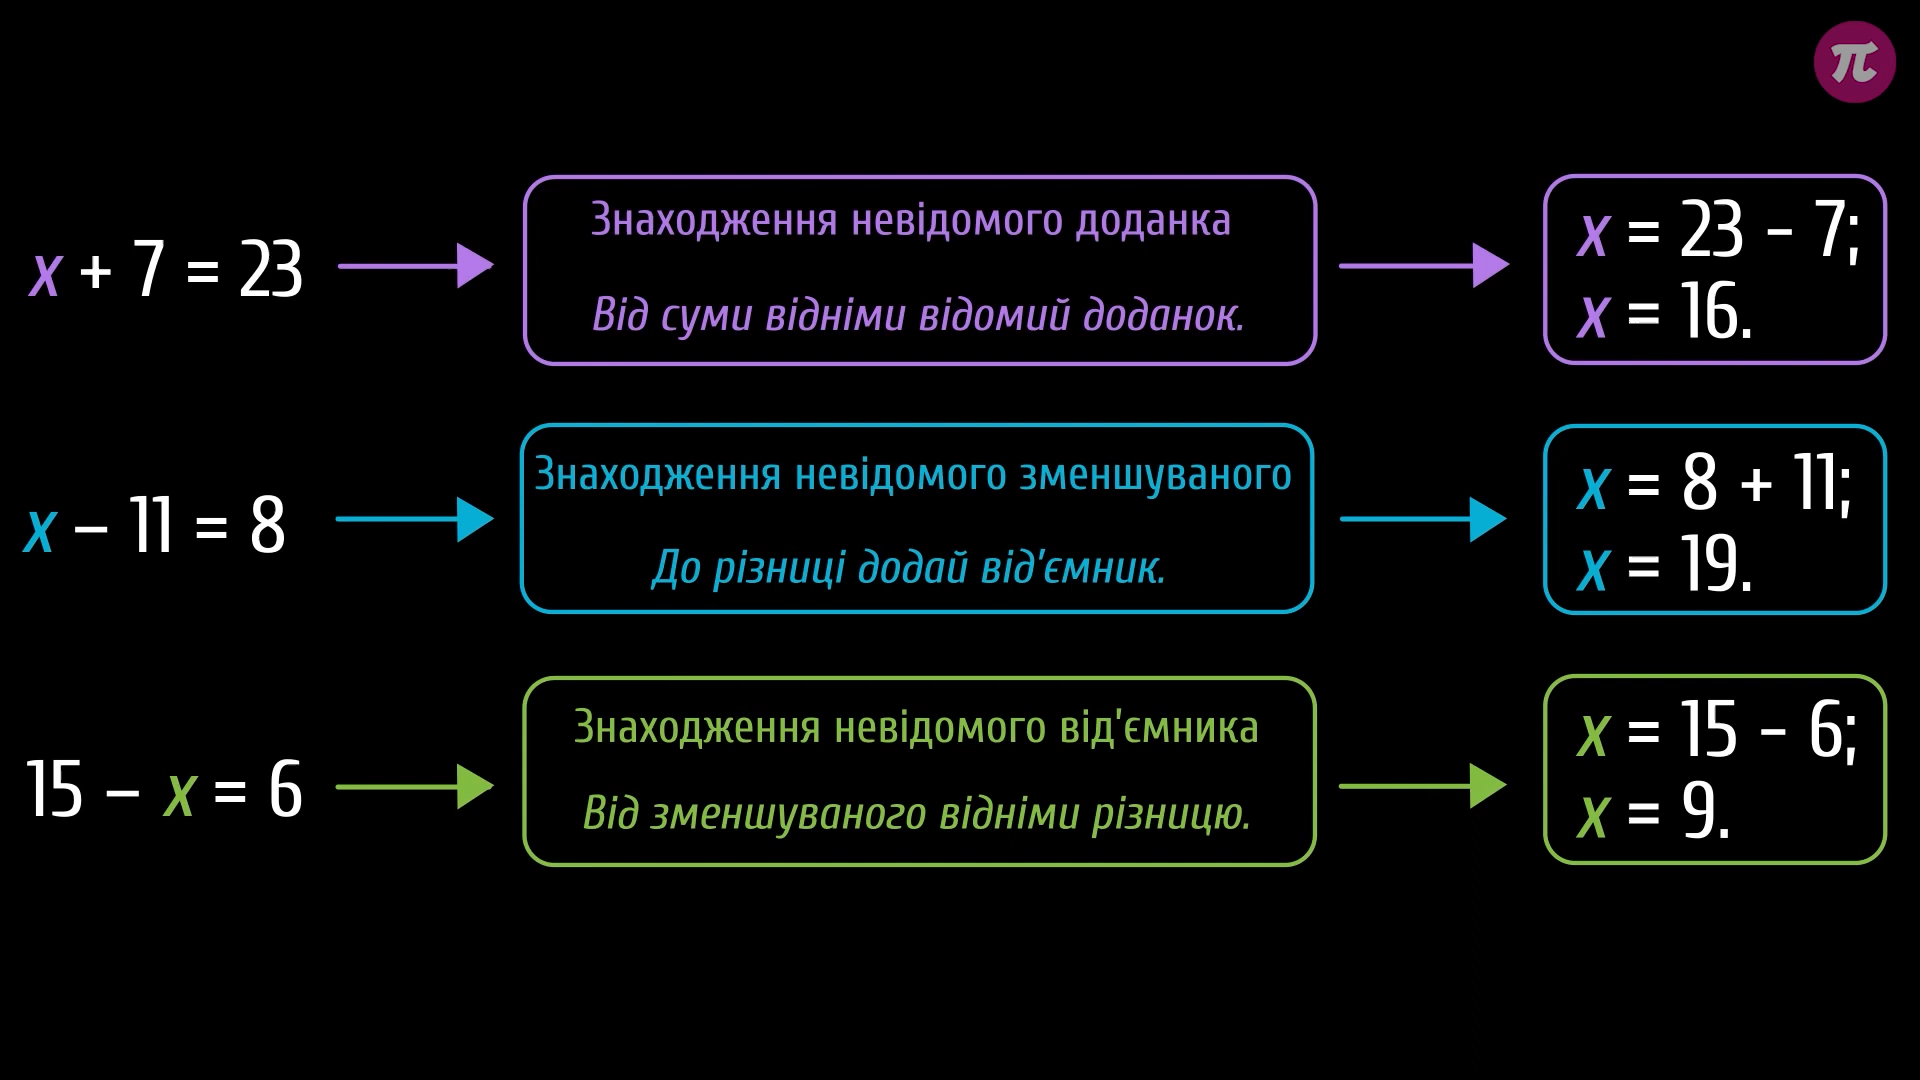 π
x + 7 = 23
Знаходження невідомого доданка
Від суми відніми відомий доданок.
x = 23 – 7;
x = 16.
x – 11 = 8
Знаходження невідомого зменшуваного
До різниці додай від'ємник.
x = 8 + 11;
x = 19.
15 – x = 6
Знаходження невідомого від'ємника
Від зменшуваного відніми різницю.
x = 15 – 6;
x = 9.